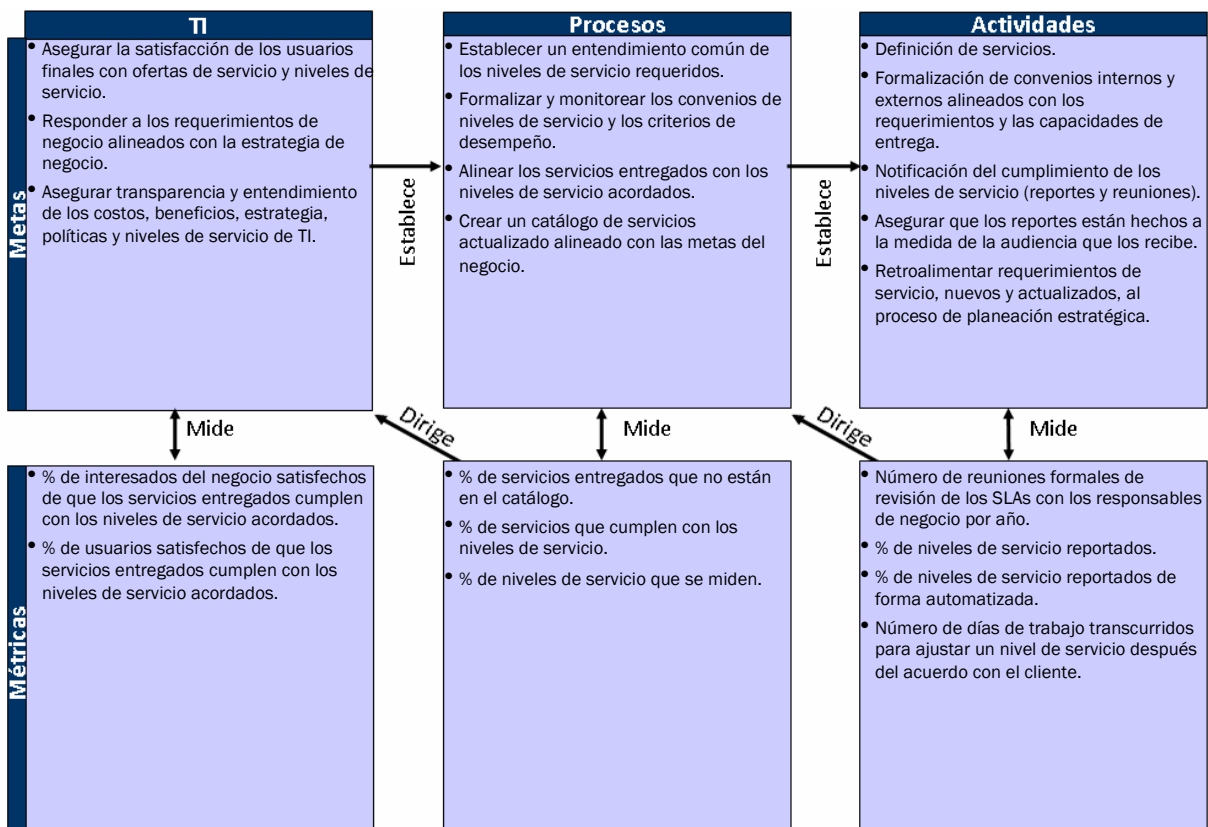 TI
Procesos
Actividades
Metas
• Asegurar la satisfacción de los usuarios
finales con ofertas de servicio y niveles de
servicio.
• Responder a los requerimientos de
negocio alineados con la estrategia de
negocio.
• Asegurar transparencia y entendimiento
de los costos, beneficios, estrategia,
políticas y niveles de servicio de TI.
Establece
• Establecer un entendimiento común de
los niveles de servicio requeridos.
• Formalizar y monitorear los convenios de
niveles de servicio y los criterios de
desempeño.
• Alinear los servicios entregados con los
niveles de servicio acordados.
• Crear un catálogo de servicios
actualizado alineado con las metas del
negocio.
Establece
• Definición de servicios.
• Formalización de convenios internos y
externos alineados con los
requerimientos y las capacidades de
entrega.
• Notificación del cumplimiento de los
niveles de servicio (reportes y reuniones).
• Asegurar que los reportes están hechos a
la medida de la audiencia que los recibe.
• Retroalimentar requerimientos de
servicio, nuevos y actualizados, al
proceso de planeación estratégica.
Mide
Dirige
Mide
Dirige
Mide
Métricas
• % de interesados del negocio satisfechos
de que los servicios entregados cumplen
con los niveles de servicio acordados.
• % de usuarios satisfechos de que los
servicios entregados cumplen con los
niveles de servicio acordados.
• % de servicios entregados que no están
en el catálogo.
• % de servicios que cumplen con los
niveles de servicio.
• % de niveles de servicio que se miden.
• Número de reuniones formales de
revisión de los SLAs con los responsables
de negocio por año.
• % de niveles de servicio reportados.
• % de niveles de servicio reportados de
forma automatizada.
• Número de días de trabajo transcurridos
para ajustar un nivel de servicio después
del acuerdo con el cliente.